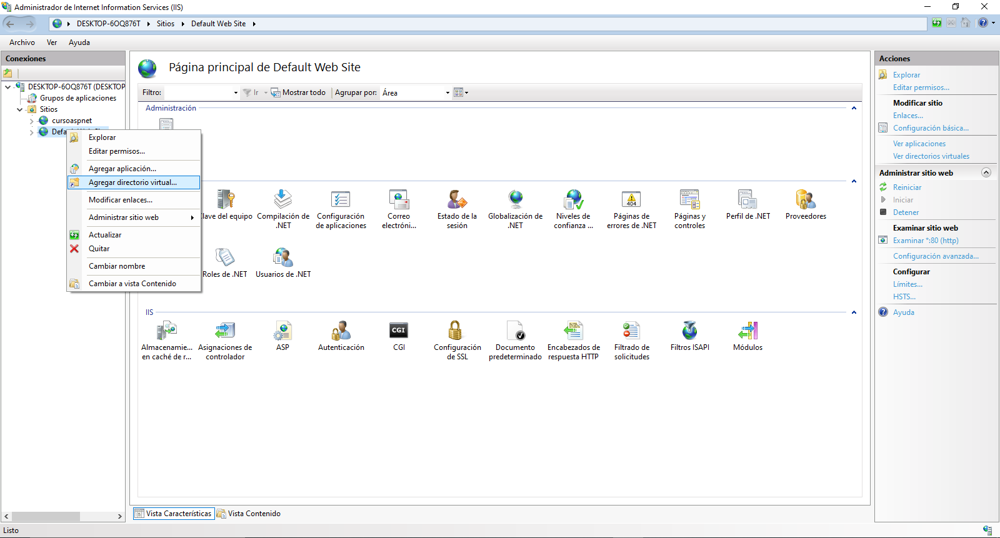 Administrador de Internet Information Services (IIS)
DESKTOP-6OQ876T Sitios Default Web Site
Archivo Ver Ayuda
Conexiones
DESKTOP-6OQ876T (DESKTOP
Grupos de aplicaciones
Sitios
cursoaspnet
Explorar
Editar permisos...
Agregar aplicación...
Agregar directorio virtual...
Modificar enlaces...
Administrar sitio web
Actualizar
Quitar
Cambiar nombre
Cambiar a vista Contenido
Página principal de Default Web Site
Filtro: Ir Mostrar todo Agrupar por: Área
Administración
Clave del equipo
Compilación de
.NET
Configuración
de aplicaciones
Correo
electróni...
Estado de la
sesión
Globalización de
.NET
Niveles de
confianza ...
Páginas de
errores de .NET
Páginas y
controles
Perfil de .NET
Proveedores
404
Roles de .NET
Usuarios de .NET
IIS
Almacenamie...
en caché de r...
Asignaciones de
controlador
ASP
Autenticación
CGI
CGI
Configuración
de SSL
Documento
predeterminado
Encabezados de
respuesta HTTP
Filtrado de
solicitudes
Filtros ISAPI
Módulos
Vista Características Vista Contenido
Acciones
Explorar
Editar permisos...
Modificar sitio
Enlaces...
Configuración básica...
Ver aplicaciones
Ver directorios virtuales
Administrar sitio web
Reiniciar
Iniciar
Detener
Examinar sitio web
Examinar *:80 (http)
Configuración avanzada...
Configurar
Límites...
HSTS...
Ayuda
Listo